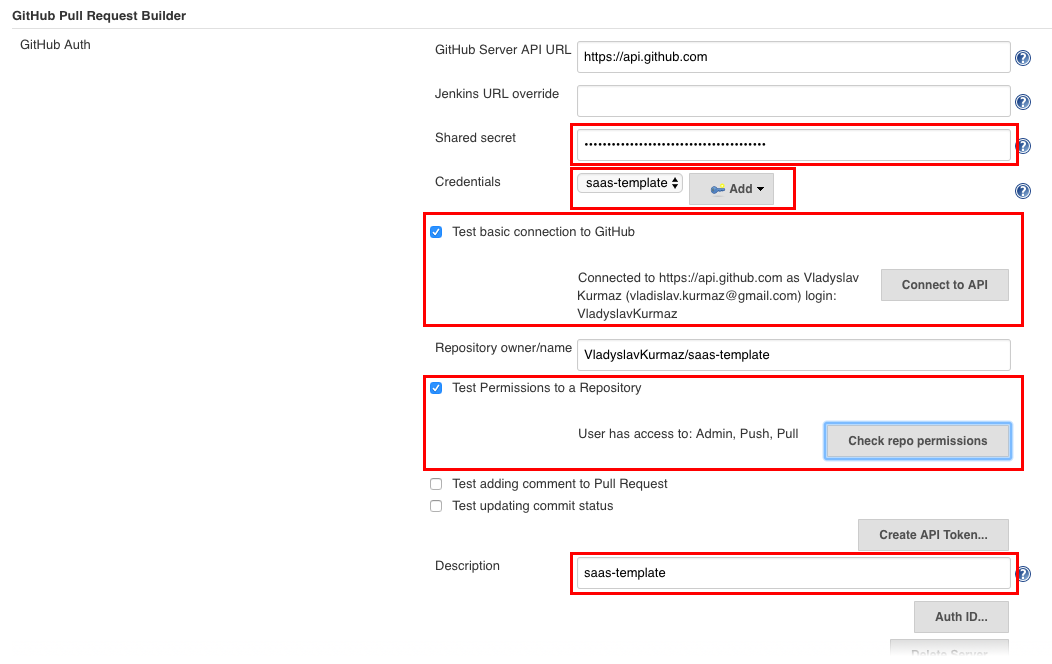 GitHub Pull Request Builder
GitHub Auth
GitHub Server API URL
https://api.github.com
Jenkins URL override
Shared secret
••••••••••••••••••••••••••••••••••••••••
Credentials
saas-template
Add
Test basic connection to GitHub
Connected to https://api.github.com as Vladyslav
Kurmaz (vladislav.kurmaz@gmail.com) login:
VladyslavKurmaz
Connect to API
Repository owner/name
VladyslavKurmaz/saas-template
Test Permissions to a Repository
User has access to: Admin, Push, Pull
Check repo permissions
Test adding comment to Pull Request
Test updating commit status
Create API Token...
Description
saas-template
Auth ID...
Delete Server